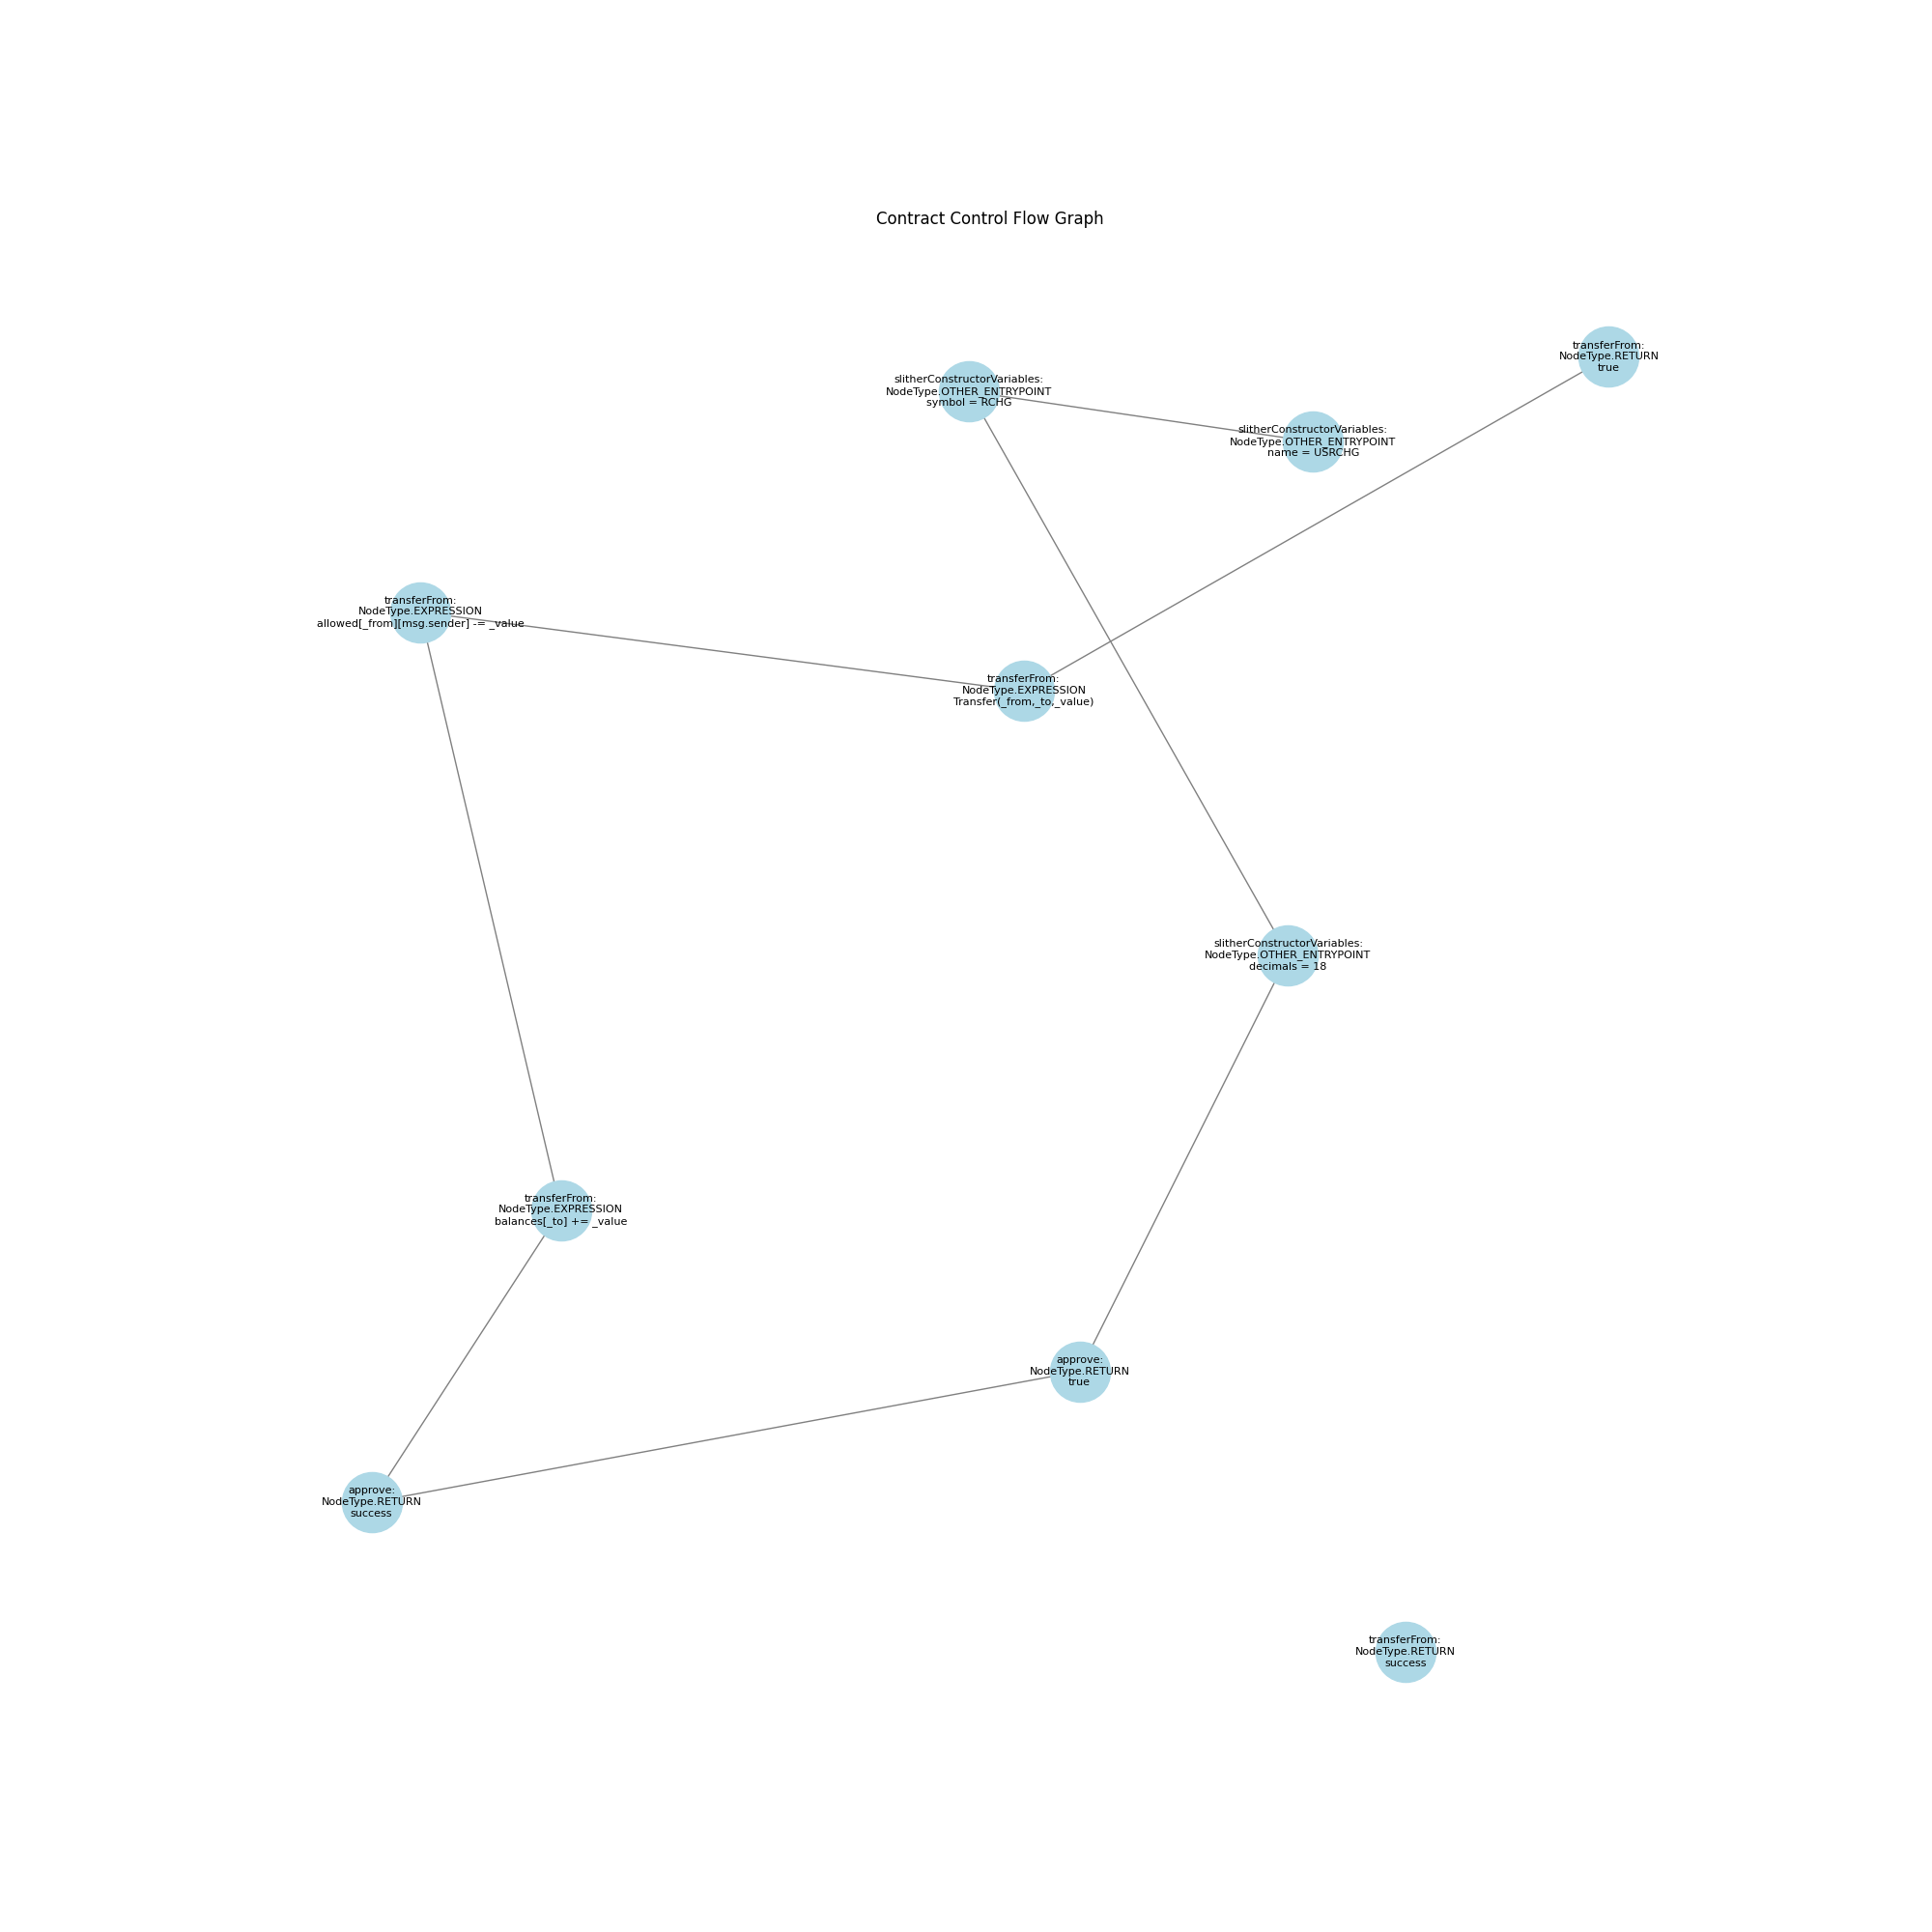 Contract Control Flow Graph
transferFrom:
NodeType.RETURN
true
slitherConstructorVariables:
NodeType.OTHER_ENTRYPOINT
symbol = RCHG
slitherConstructorVariables:
NodeType.OTHER_ENTRYPOINT
name = USRCHG
transferFrom:
NodeType.EXPRESSION
allowed[_from][msg.sender] -= _value
transferFrom:
NodeType.EXPRESSION
Transfer(_from,_to,_value)
slitherConstructorVariables:
NodeType.OTHER_ENTRYPOINT
decimals = 18
transferFrom:
NodeType.EXPRESSION
balances[_to] += _value
approve:
NodeType.RETURN
true
approve:
NodeType.RETURN
success
transferFrom:
NodeType.RETURN
success